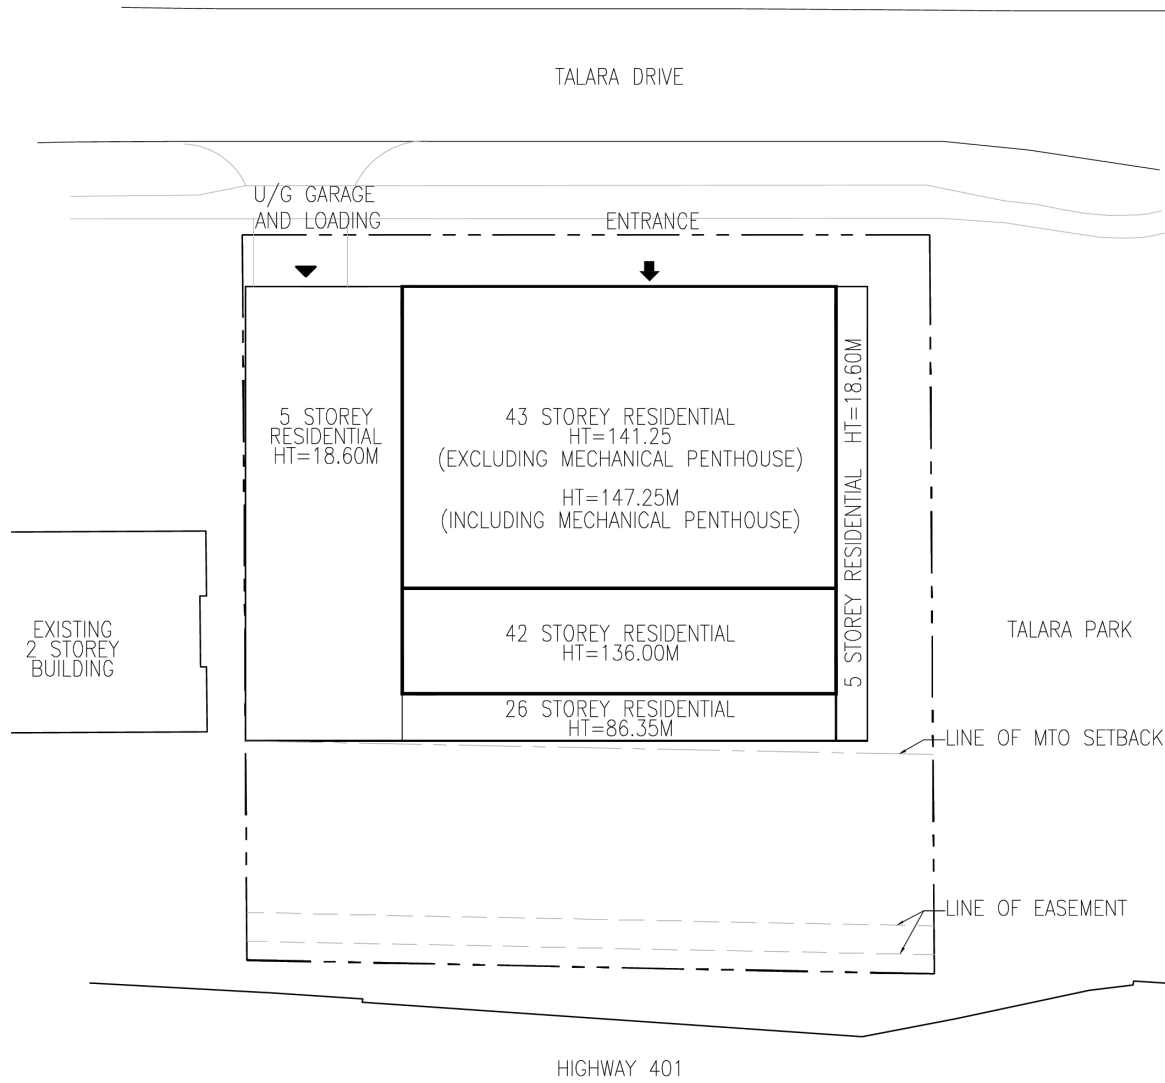 TALARA DRIVE
U/G GARAGE
AND LOADING
ENTRANCE
5 STOREY
RESIDENTIAL
HT=18.60M
43 STOREY RESIDENTIAL
HT=141.25
(EXCLUDING MECHANICAL PENTHOUSE)
HT=147.25M
(INCLUDING MECHANICAL PENTHOUSE)
5 STOREY RESIDENTIAL HT=18.60M
42 STOREY RESIDENTIAL
HT=136.00M
26 STOREY RESIDENTIAL
HT=86.35M
EXISTING
2 STOREY
BUILDING
TALARA PARK
LINE OF MTO SETBACK
LINE OF EASEMENT
HIGHWAY 401